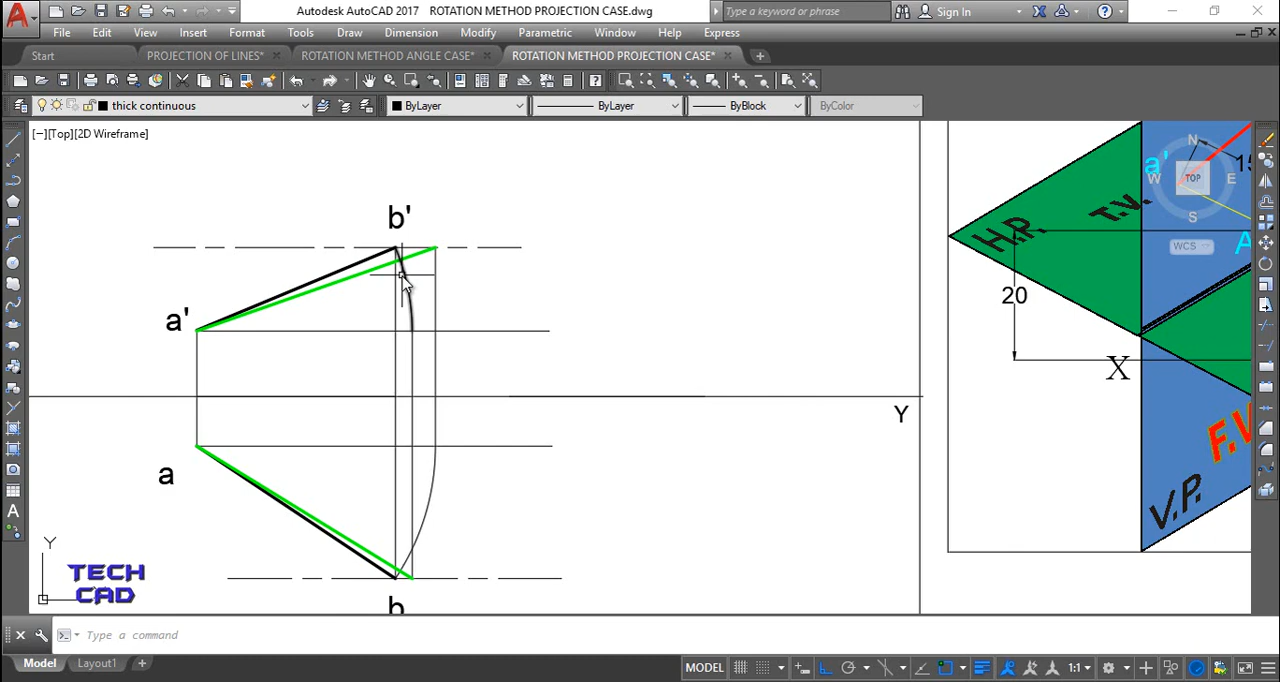 Autodesk AutoCAD 2017 ROTATION METHOD PROJECTION CASE.dwg
Type a keyword or phrase
Sign In
File Edit View Insert Format Tools Draw Dimension Modify Parametric Window Help Express
Start
PROJECTION OF LINES*
ROTATION METHOD ANGLE CASE*
ROTATION METHOD PROJECTION CASE*
thick continuous
ByLayer
ByLayer
ByBlock
ByColor
[−][Top][2D Wireframe]
N
W
TOP
E
S
WCS
b'
a'
a'
15
H.P.
T.v.
A
20
X
Y
a
b
F.V
V.P.
Y
TECH
CAD
Type a command
Model
Layout1
MODEL
1:1